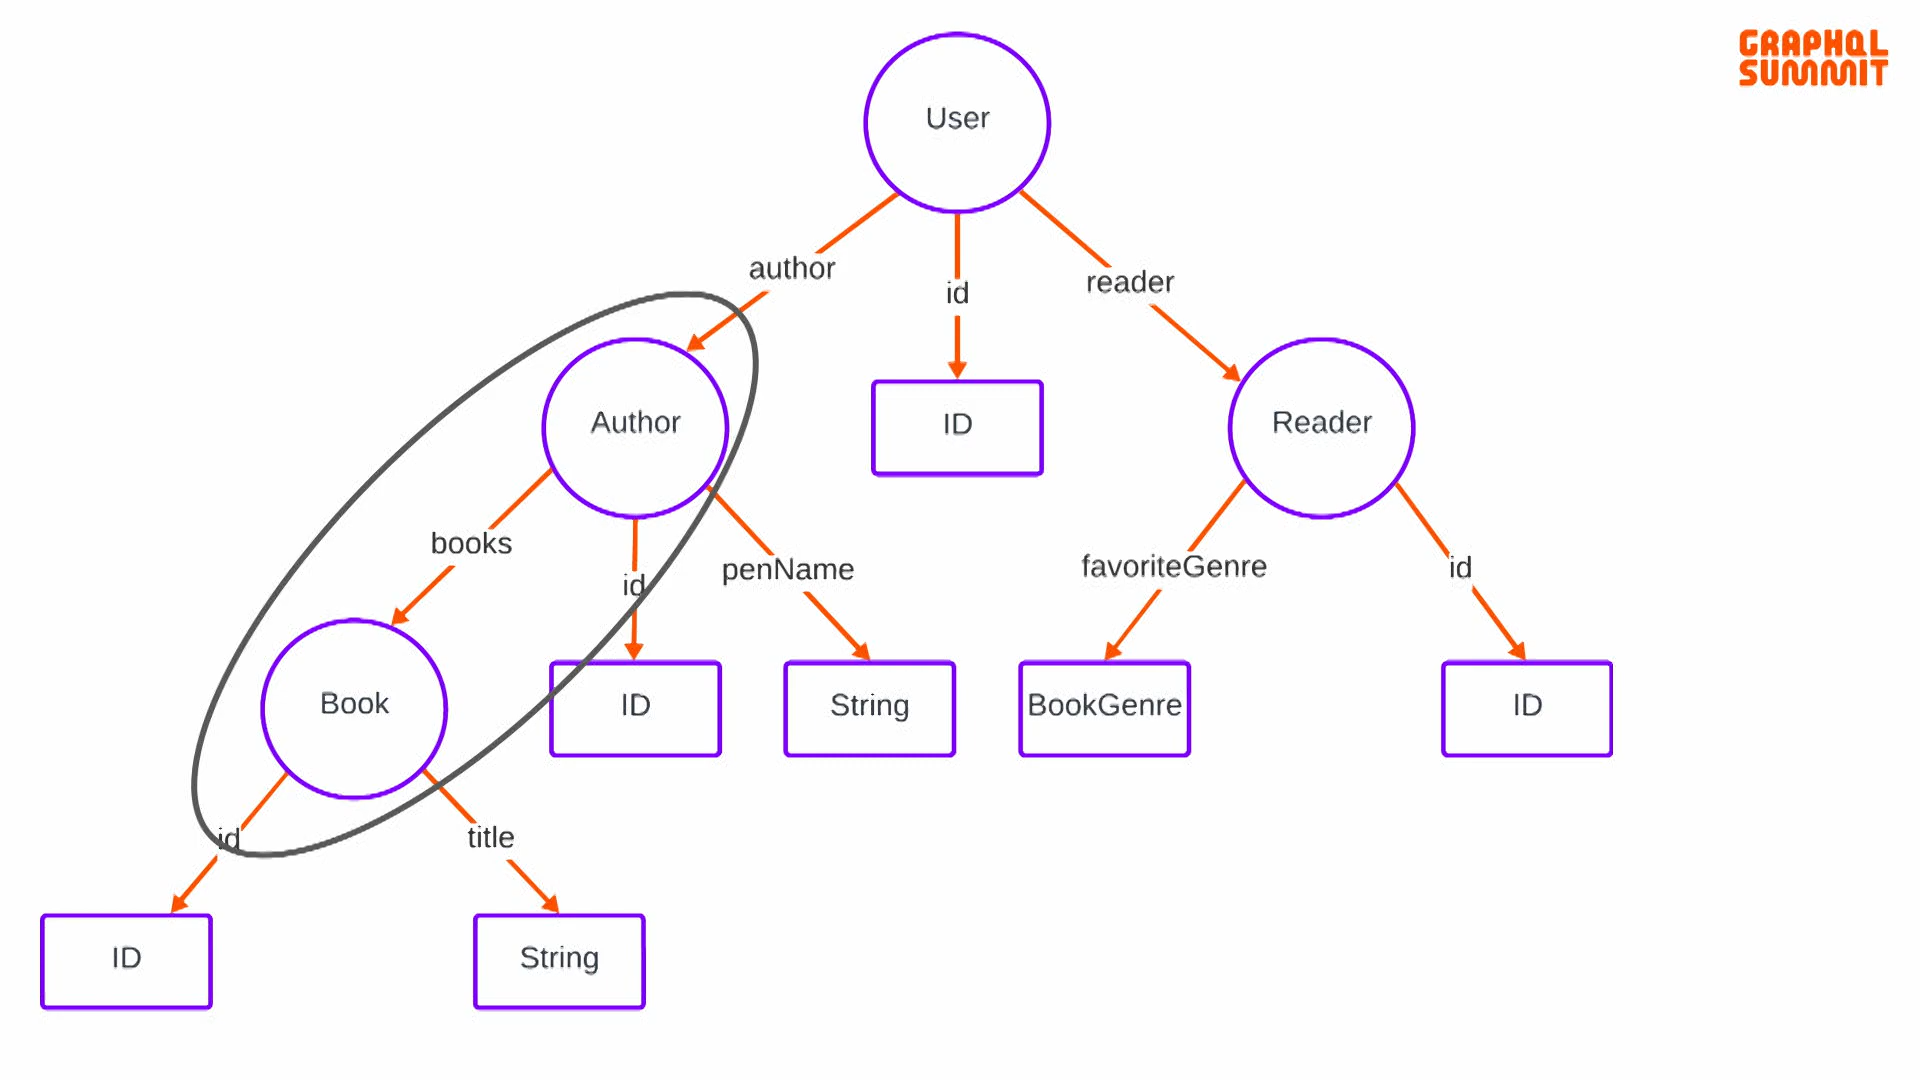 GRAPHQL
SUMMIT
User
author
id
reader
Author
ID
Reader
books
id
penName
favoriteGenre
id
Book
ID
String
BookGenre
ID
id
title
ID
String